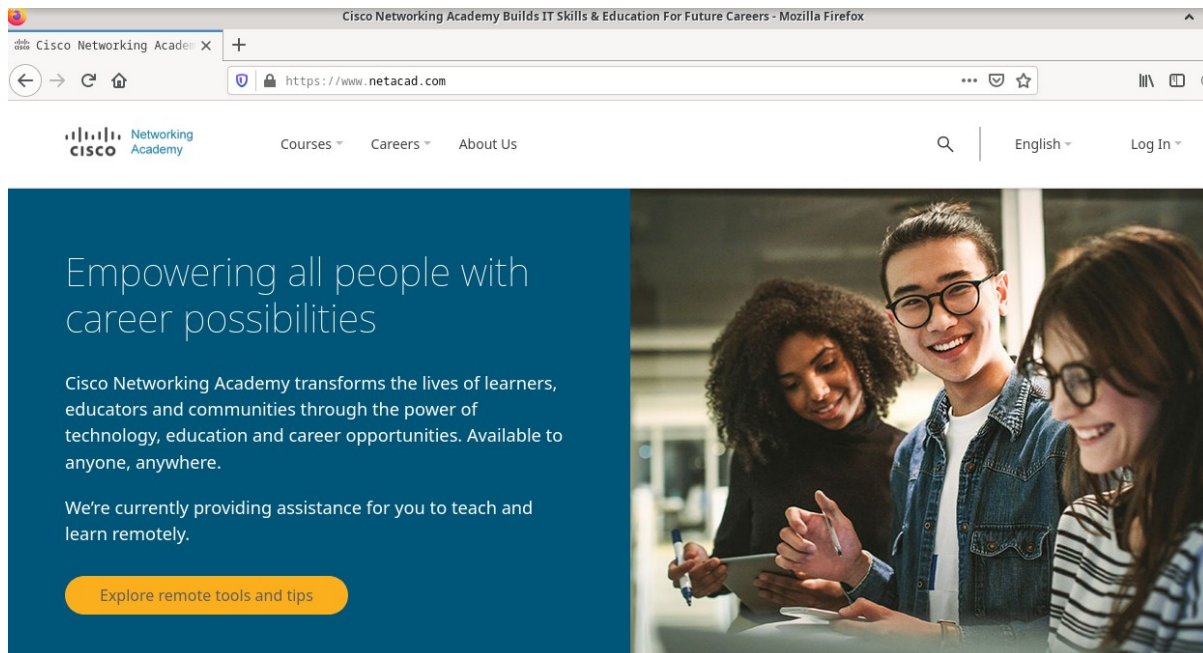 Cisco Networking Academy Builds IT Skills & Education For Future Careers - Mozilla Firefox
Cisco Networking Academ
https://www.netacad.com
CISCO Networking Academy
Courses
Careers
About Us
English
Log In
Empowering all people with
career possibilities
Cisco Networking Academy transforms the lives of learners,
educators and communities through the power of
technology, education and career opportunities. Available to
anyone, anywhere.
We're currently providing assistance for you to teach and
learn remotely.
Explore remote tools and tips